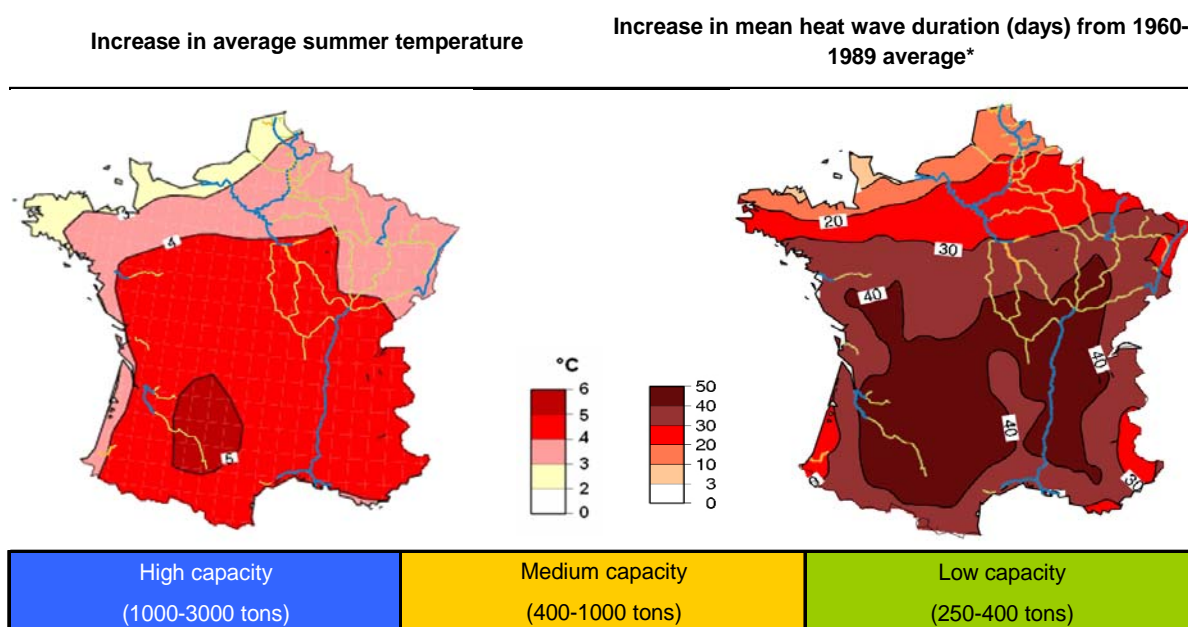 Increase in average summer temperature
Increase in mean heat wave duration (days) from 1960-
1989 average*
3
4
5
20
30
40
40
40
30
0
°C
6
5
4
3
2
0
50
40
30
20
10
3
0
High capacity
(1000-3000 tons)
Medium capacity
(400-1000 tons)
Low capacity
(250-400 tons)